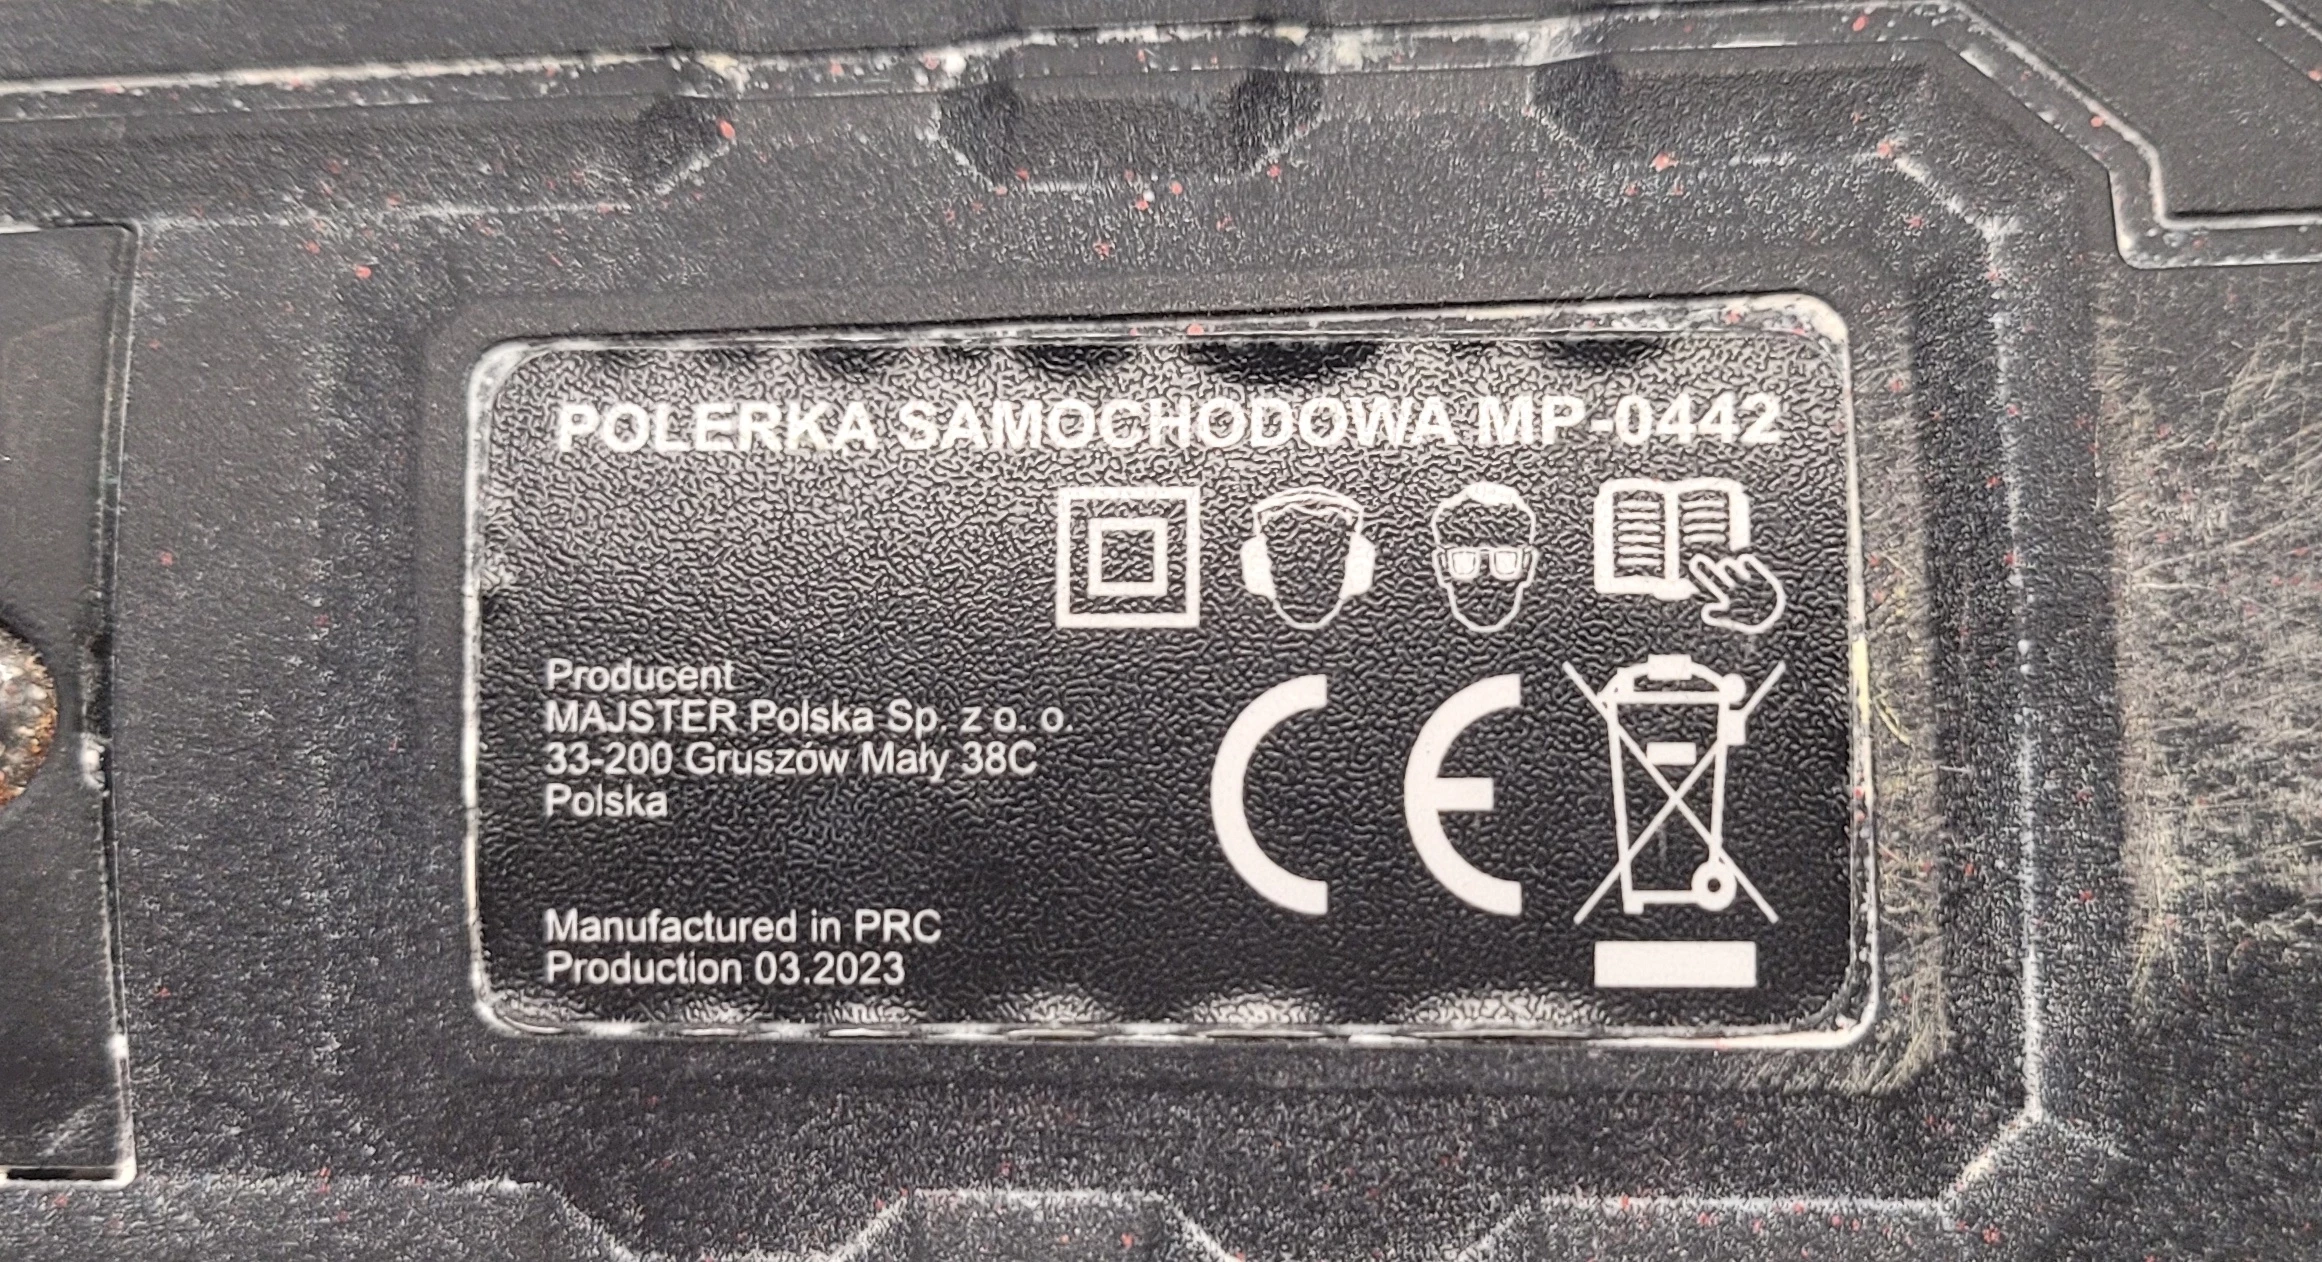 POLERKA SAMOCHODOWA MP-0442
Producent
MAJSTER Polska Sp. z o. o.
33-200 Gruszów Mały 38C
Polska
CE
Manufactured in PRC
Production 03.2023